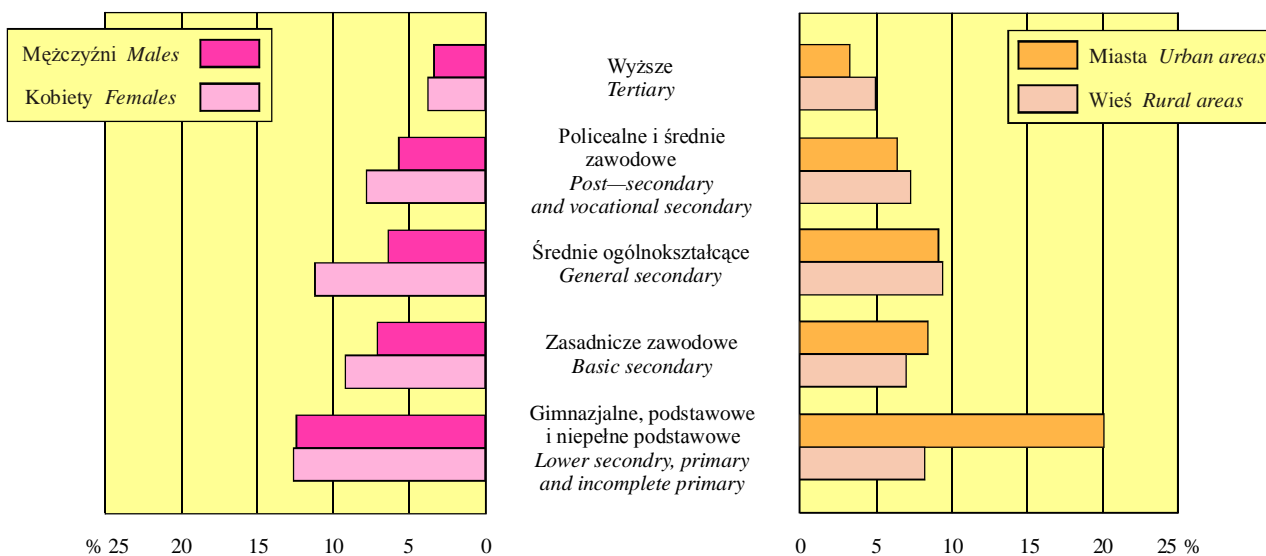 Mężczyźni Males
Kobiety Females
Miasta Urban areas
Wieś Rural areas
Wyższe
Tertiary
Policealne i średnie
zawodowe
Post—secondary
and vocational secondary
Średnie ogólnokształcące
General secondary
Zasadnicze zawodowe
Basic secondary
Gimnazjalne, podstawowe
i niepełne podstawowe
Lower secondry, primary
and incomplete primary
% 25 20 15 10 5 0
0 5 10 15 20 25 %